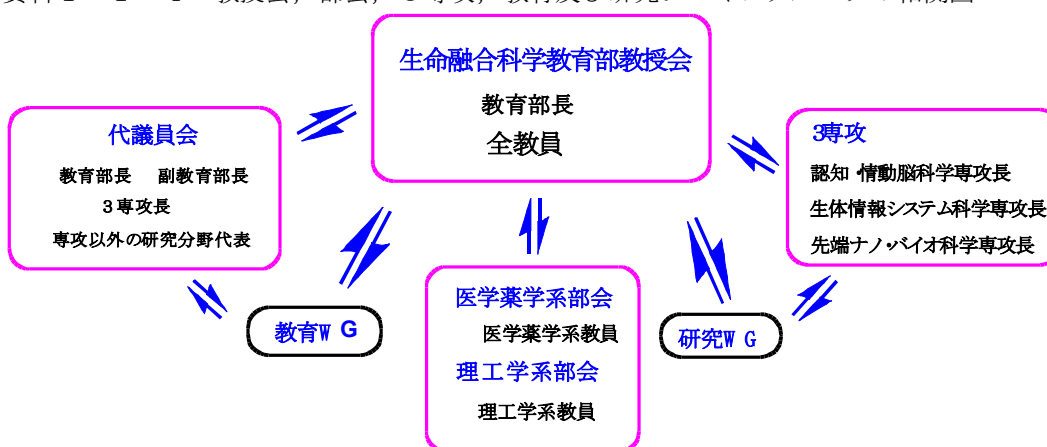 生命融合科学教育部教授会
教育部長
全教員
代議員会
教育部長 副教育部長
3専攻長
専攻以外の研究分野代表
3専攻
認知・情動脳科学専攻長
生体情報システム科学専攻長
先端ナノ・バイオ科学専攻長
教育WG
医学薬学系部会
医学薬学系教員
理工学系部会
理工学系教員
研究WG